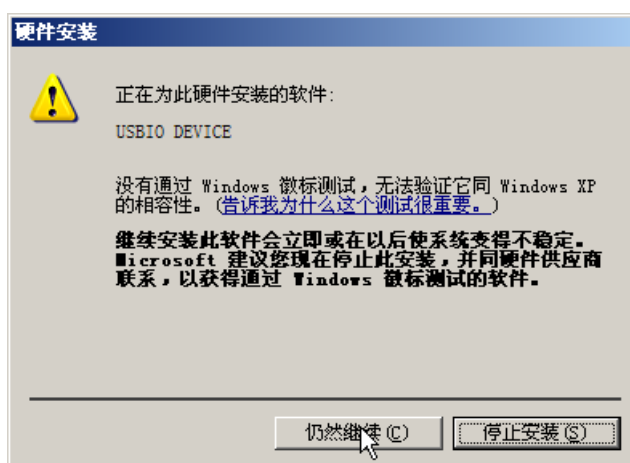 硬件安装
正在为此硬件安装的软件:
USBIO DEVICE
没有通过 Windows 徽标测试，无法验证它同 Windows XP
的相容性。(告诉我为什么这个测试很重要。)
继续安装此软件会立即或在以后使系统变得不稳定。
Microsoft 建议您现在停止此安装，并同硬件供应商
联系，以获得通过 Windows 徽标测试的软件。
仍然继续(C) 停止安装(S)